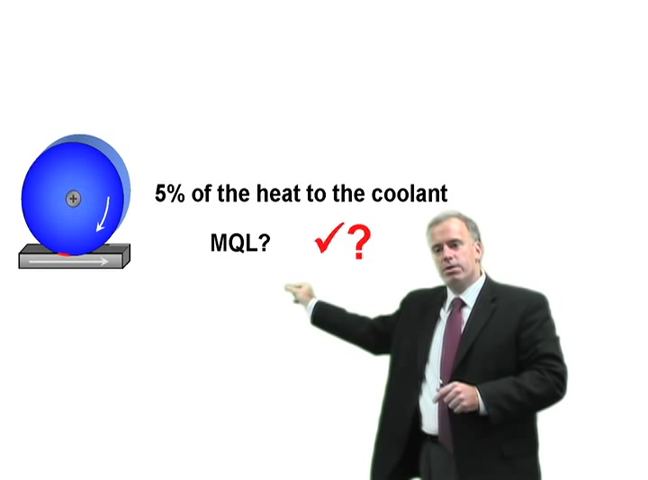 5% of the heat to the coolant
MQL? ✓?